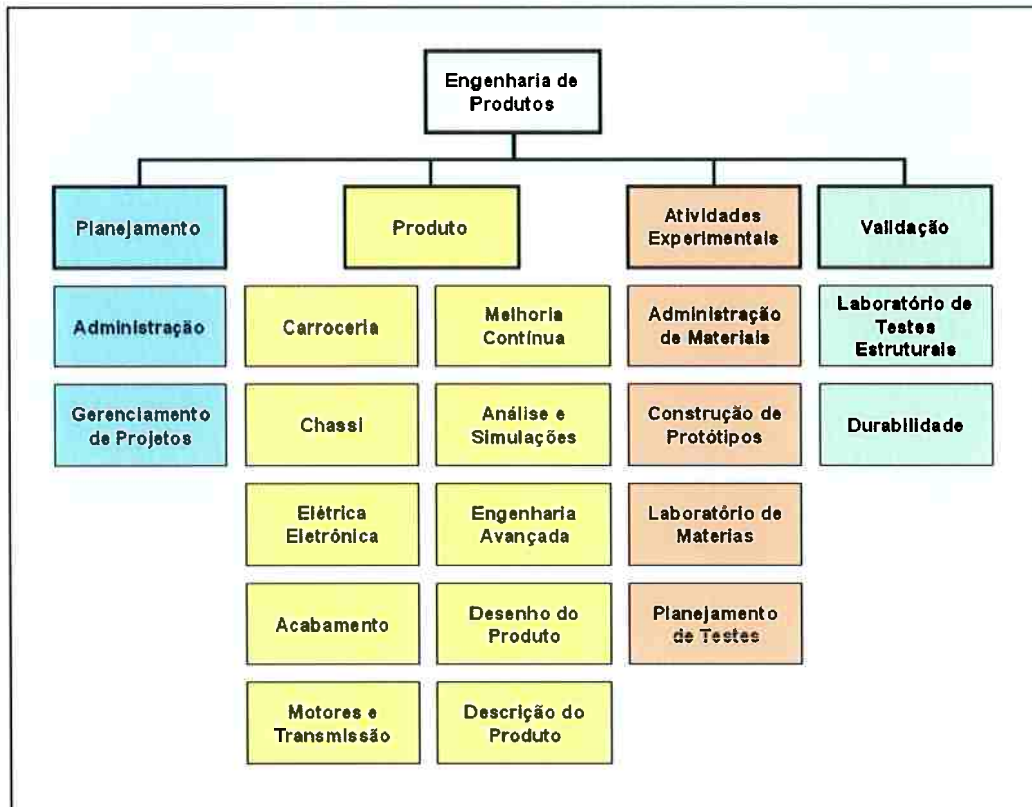 Engenharia de
Produtos
Planejamento
Produto
Atividades
Experimentais
Validação
Administração
Carroceria
Melhoria
Contínua
Administração
de Materiais
Laboratório de
Testes
Estruturais
Gerenciamento
de Projetos
Chassi
Análise e
Simulações
Construção de
Protótipos
Durabilidade
Elétrica
Eletrônica
Engenharia
Avançada
Laboratório de
Materias
Acabamento
Desenho do
Produto
Planejamento
de Testes
Motores e
Transmissão
Descrição do
Produto